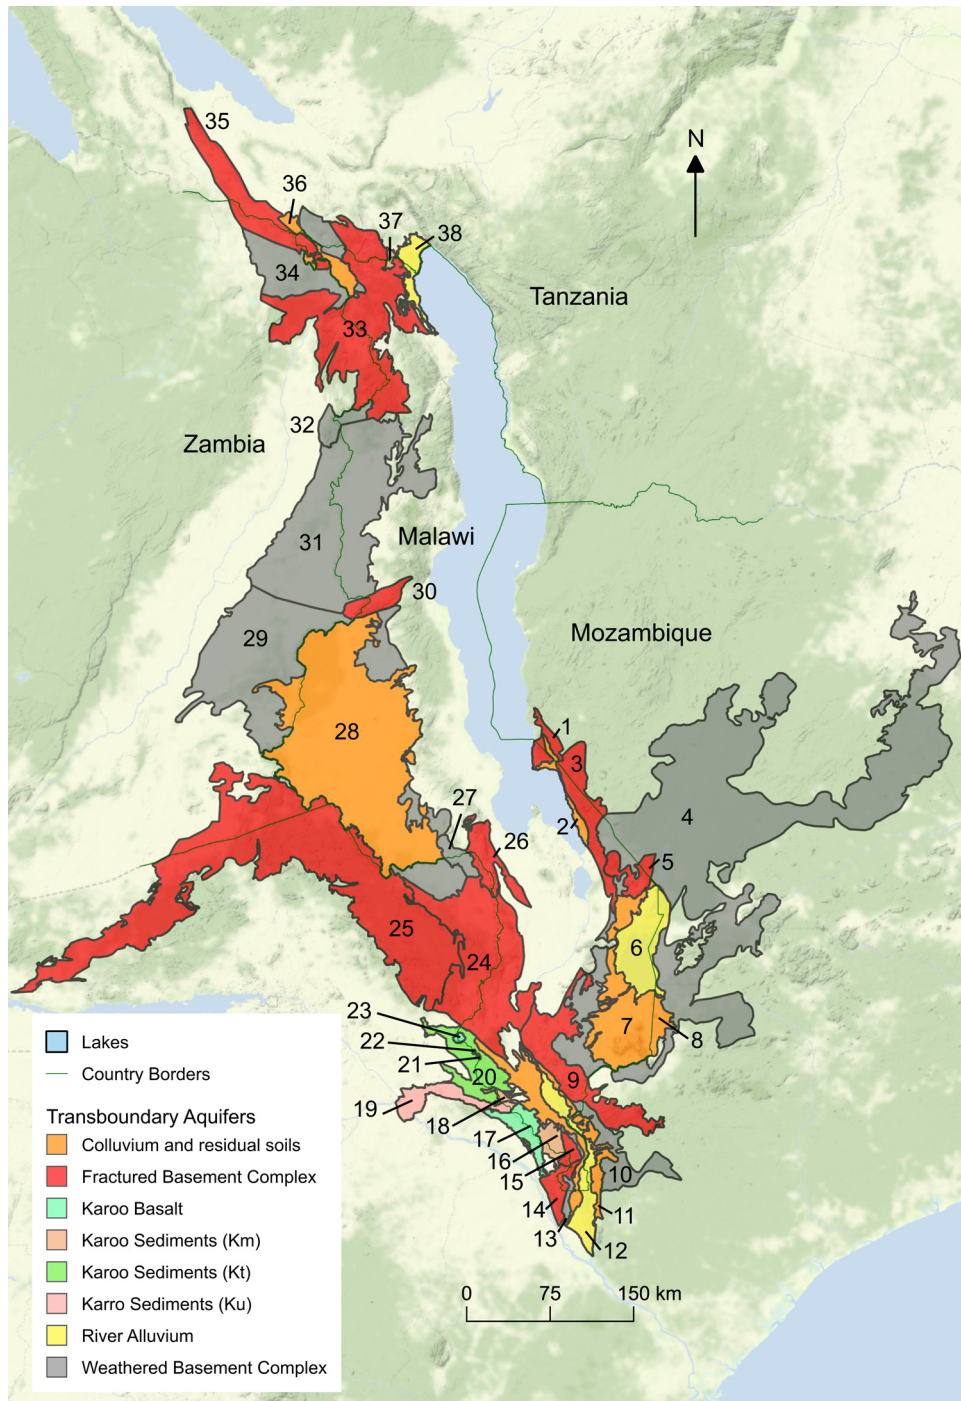 35
36
37
38
N
34
Tanzania
33
32
Zambia
Malawi
31
30
29
Mozambique
28
1
3
27
2
4
26
5
25
24
6
7
8
23
22
21
20
9
19
18
17
16
15
10
14
11
13
12
0 75 150 km
Lakes
Country Borders
Transboundary Aquifers
Colluvium and residual soils
Fractured Basement Complex
Karoo Basalt
Karoo Sediments (Km)
Karoo Sediments (Kt)
Karro Sediments (Ku)
River Alluvium
Weathered Basement Complex